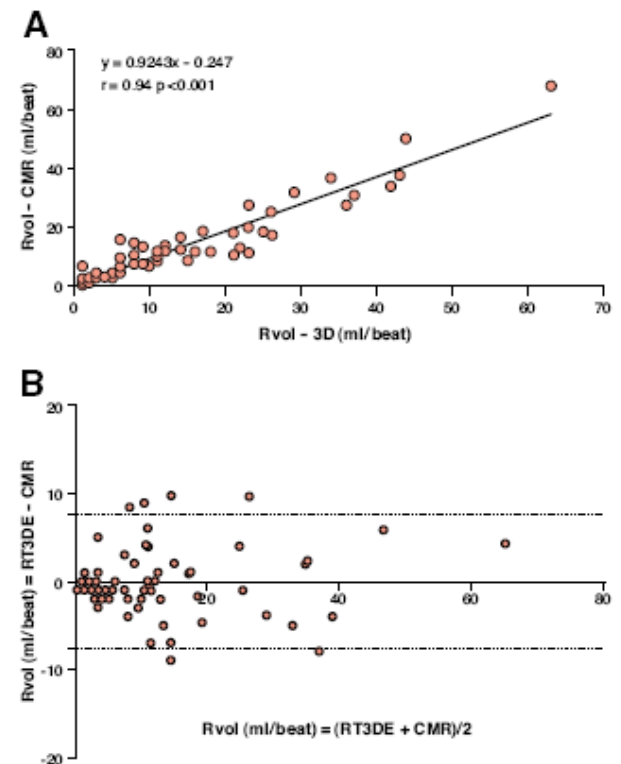 A
y = 0.9243x - 0.247
r = 0.94 p <0.001
Rvol - CMR (ml/beat)
80
60
40
20
0
0 10 20 30 40 50 60 70
Rvol - 3D (ml/beat)
B
Rvol (ml/beat) = RT3DE - CMR
20
10
0
-10
-20
20 40 60 80
Rvol (ml/beat) = (RT3DE + CMR)/2